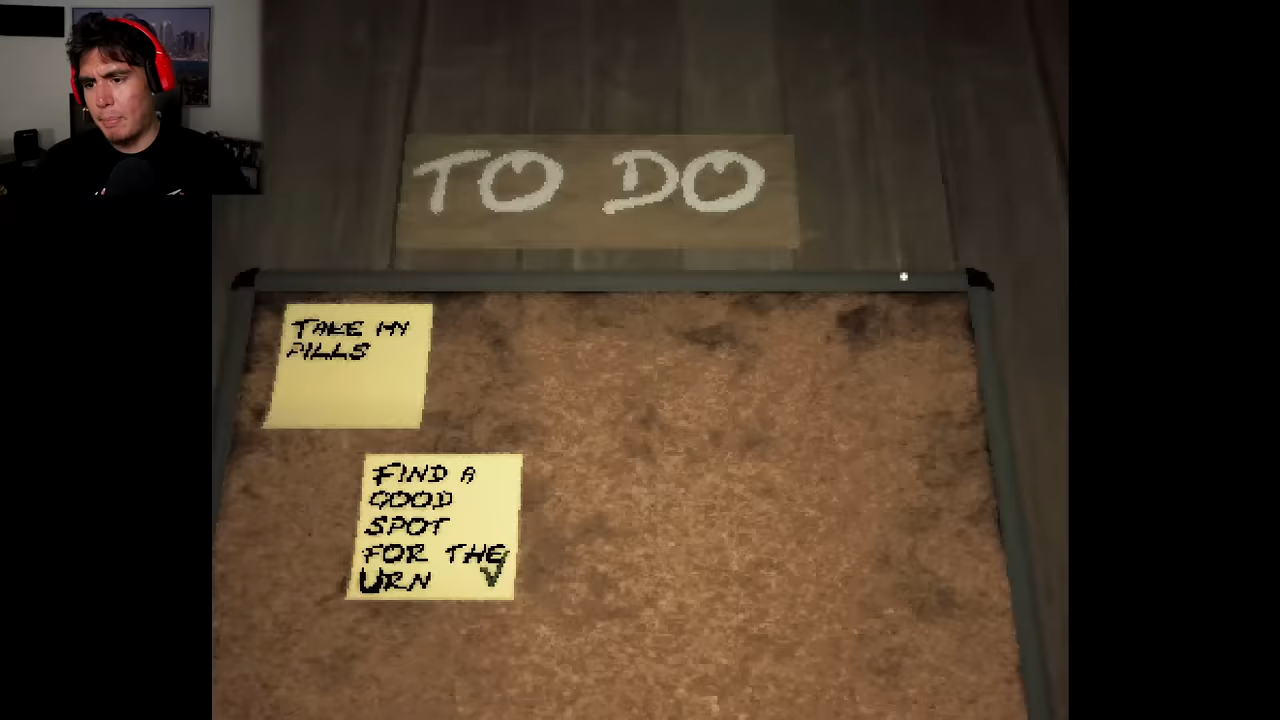 TO DO
TAKE MY
PILLS
FIND A
GOOD
SPOT
FOR THE
URN